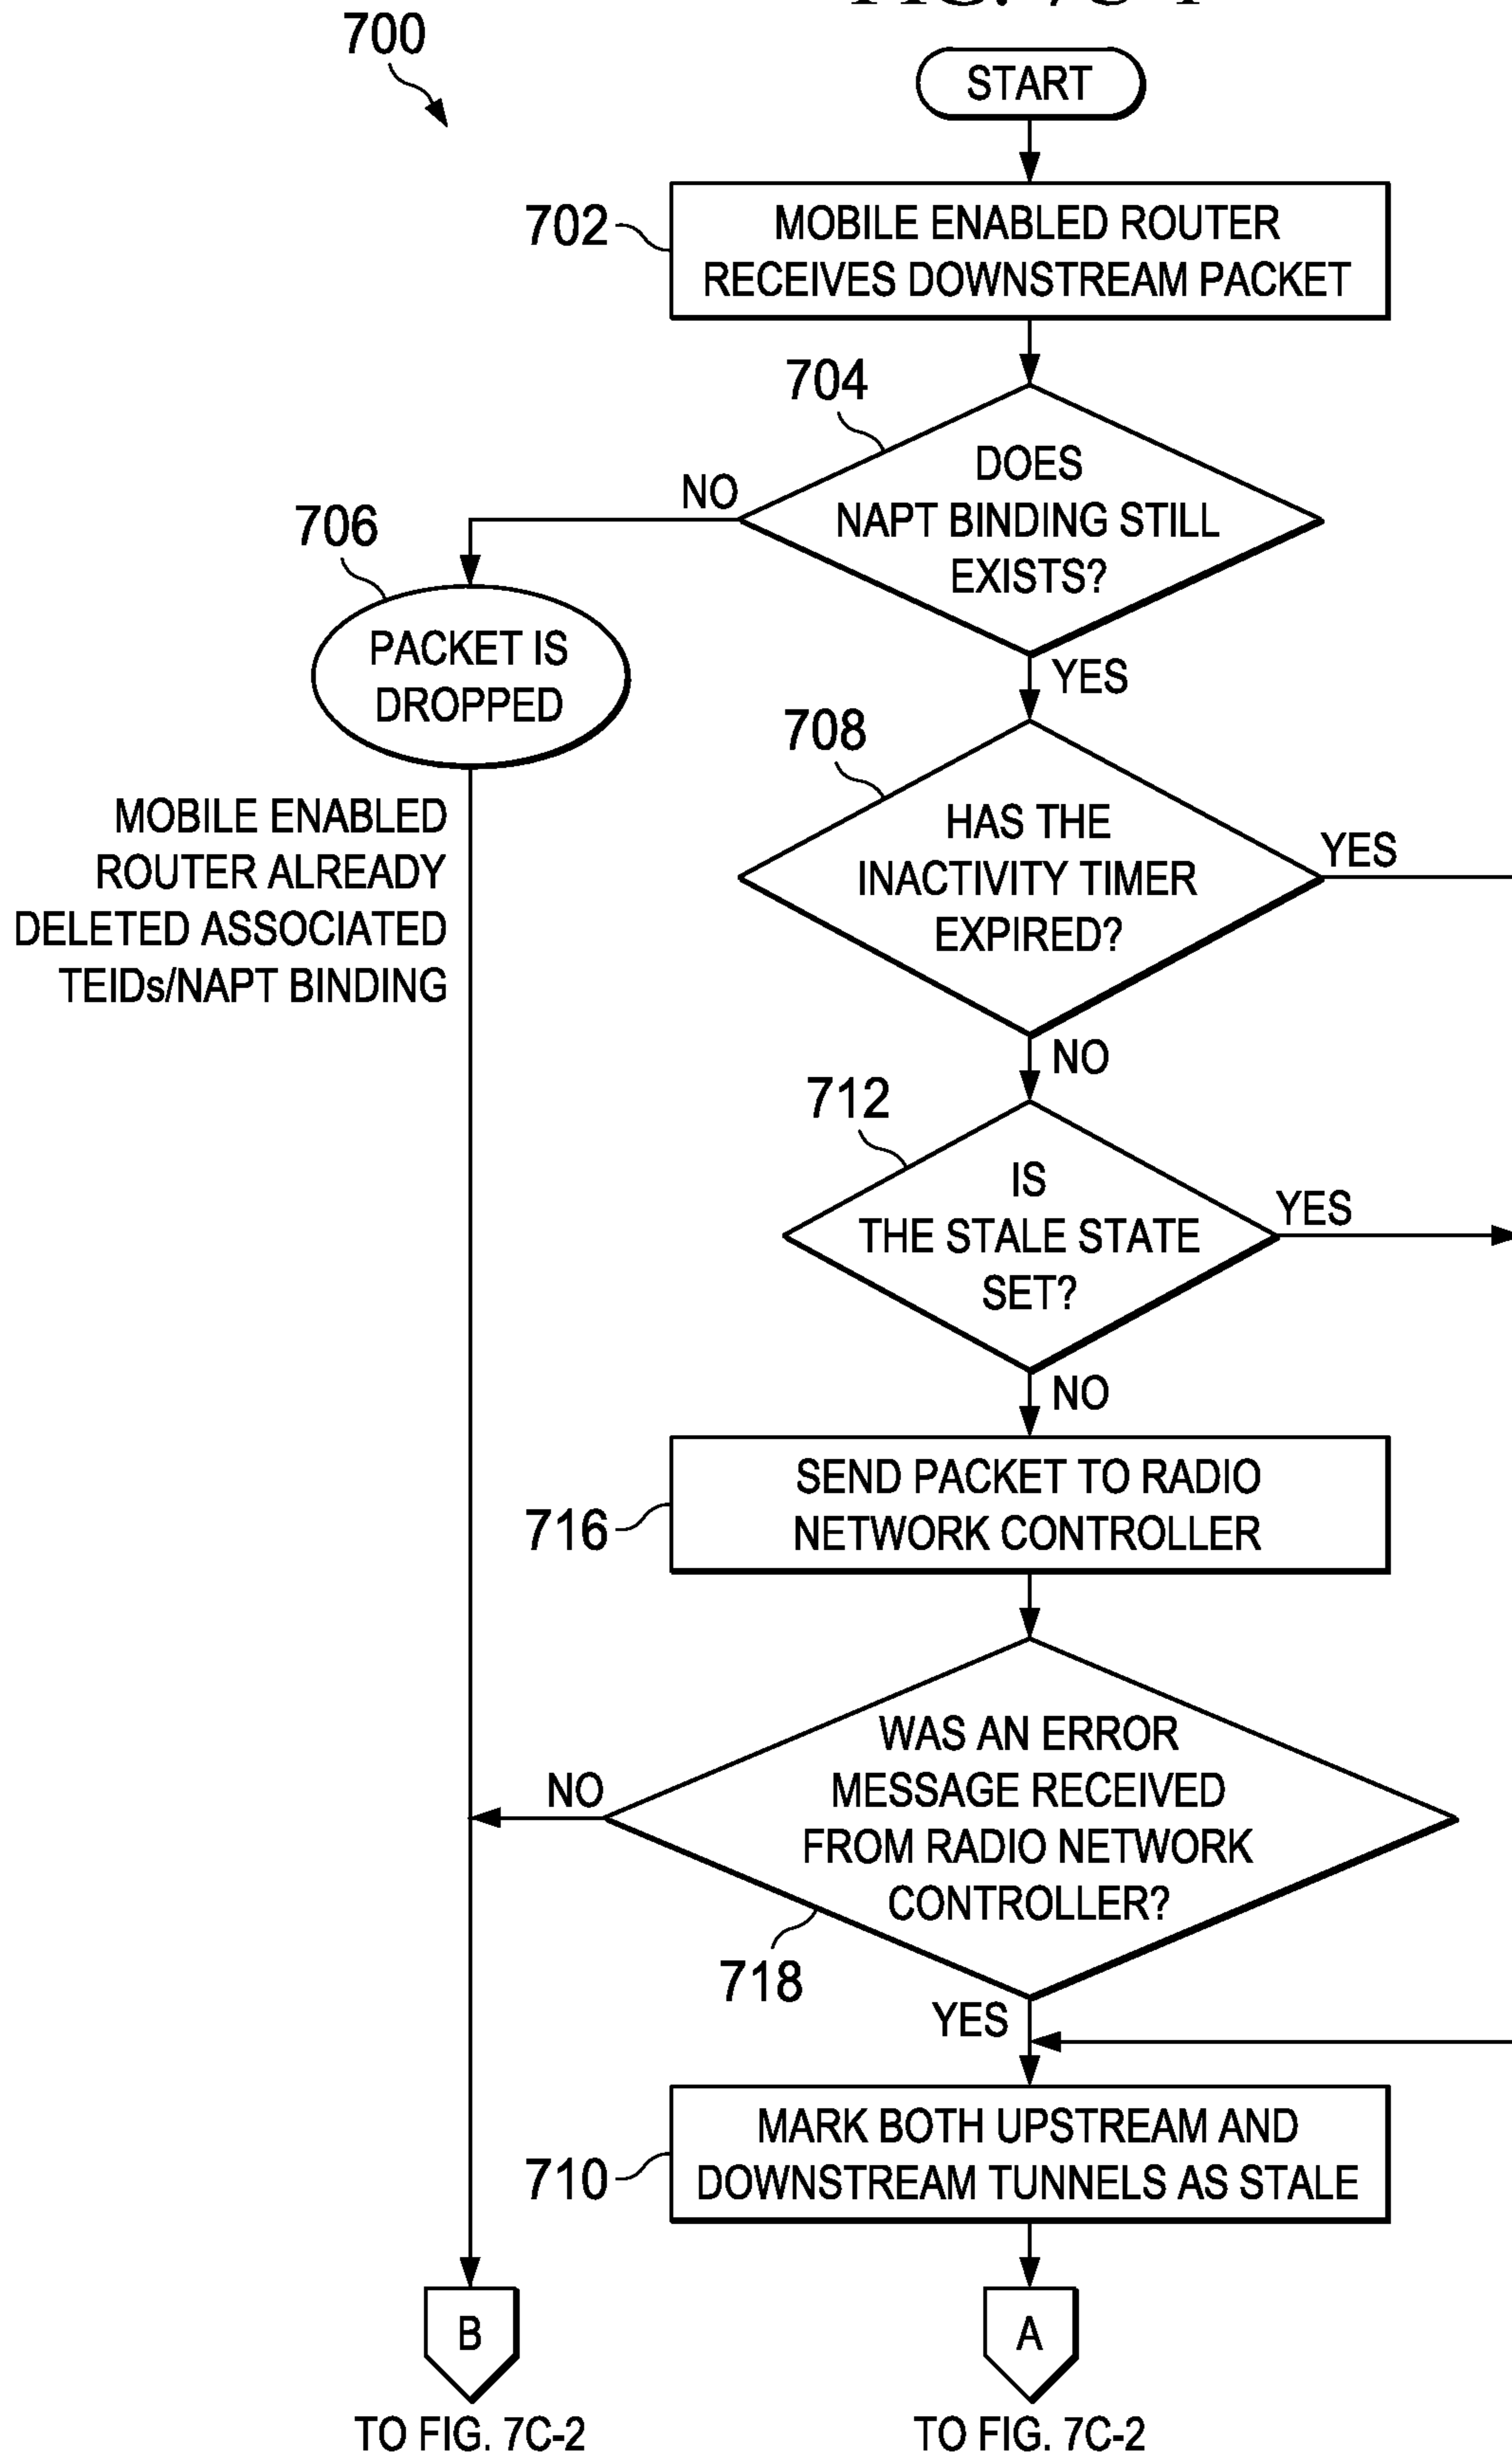 700
START
702
MOBILE ENABLED ROUTER
RECEIVES DOWNSTREAM PACKET
704
DOES
NAPT BINDING STILL
EXISTS?
NO
YES
706
PACKET IS
DROPPED
MOBILE ENABLED
ROUTER ALREADY
DELETED ASSOCIATED
TEIDs/NAPT BINDING
708
HAS THE
INACTIVITY TIMER
EXPIRED?
YES
NO
712
IS
THE STALE STATE
SET?
YES
NO
716
SEND PACKET TO RADIO
NETWORK CONTROLLER
WAS AN ERROR
MESSAGE RECEIVED
FROM RADIO NETWORK
CONTROLLER?
NO
718
YES
710
MARK BOTH UPSTREAM AND
DOWNSTREAM TUNNELS AS STALE
B
A
TO FIG. 7C-2
TO FIG. 7C-2